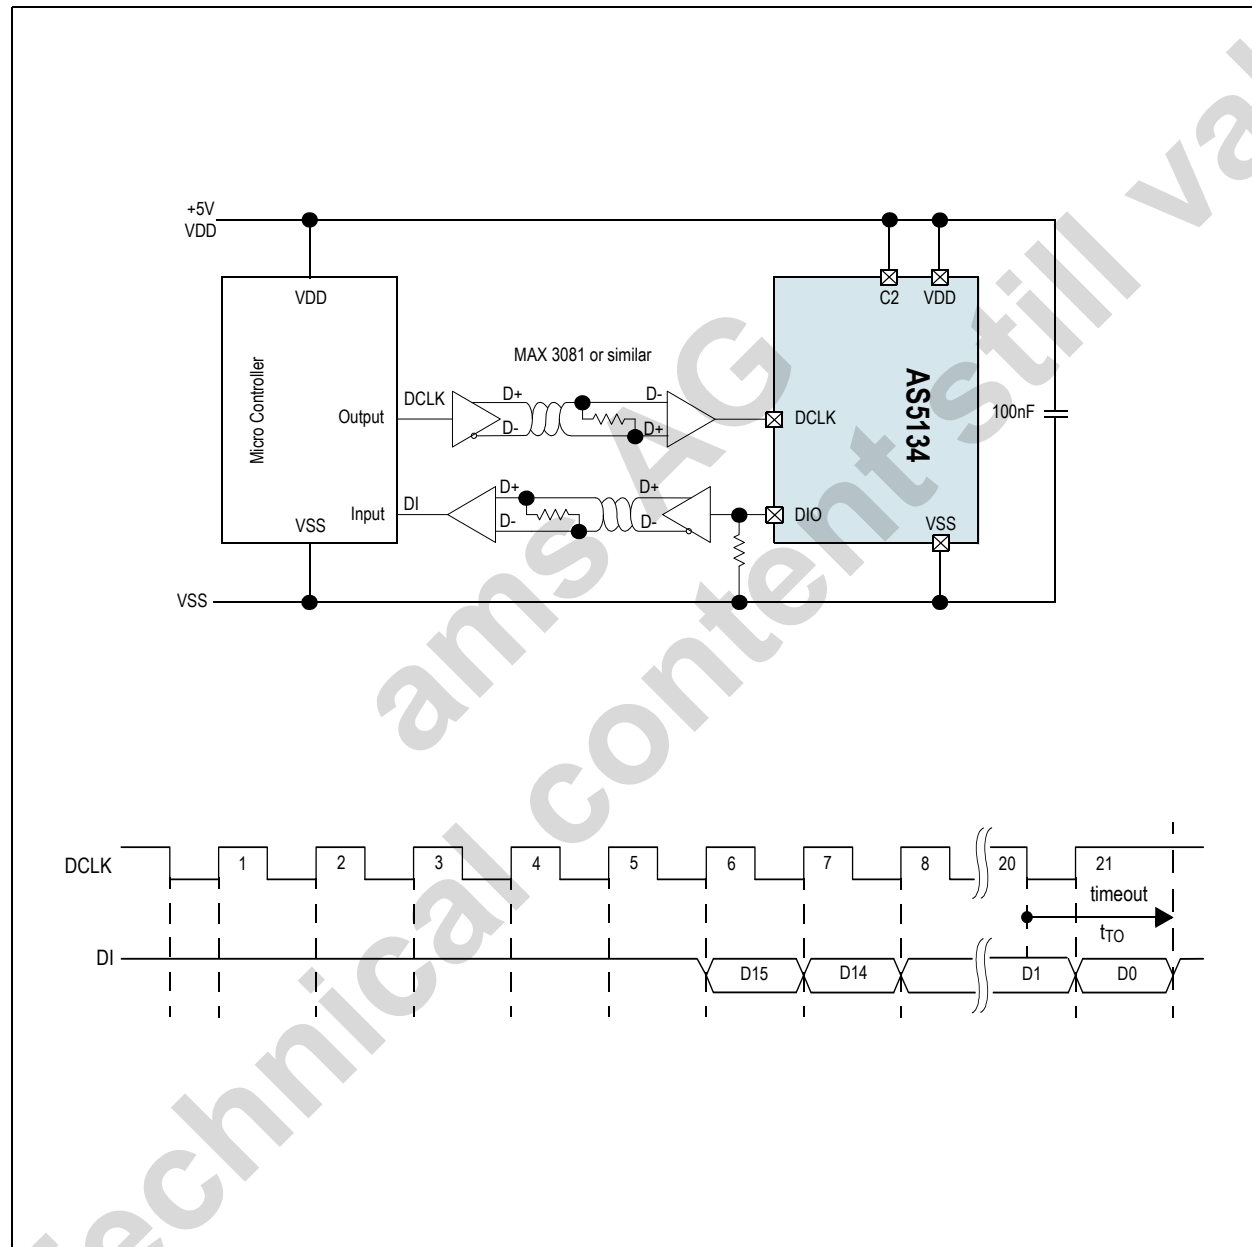 +5V
VDD
VDD
C2 VDD
Micro Controller
MAX 3081 or similar
AS5134
DCLK D+ D-
Output D- D+ DCLK
100nF
DI D+ D+
Input D- D- DIO
VSS VSS
VSS
DCLK 1 2 3 4 5 6 7 8 20 21
timeout
tTO
DI D15 D14 D1 D0
ams AG
technical content still val